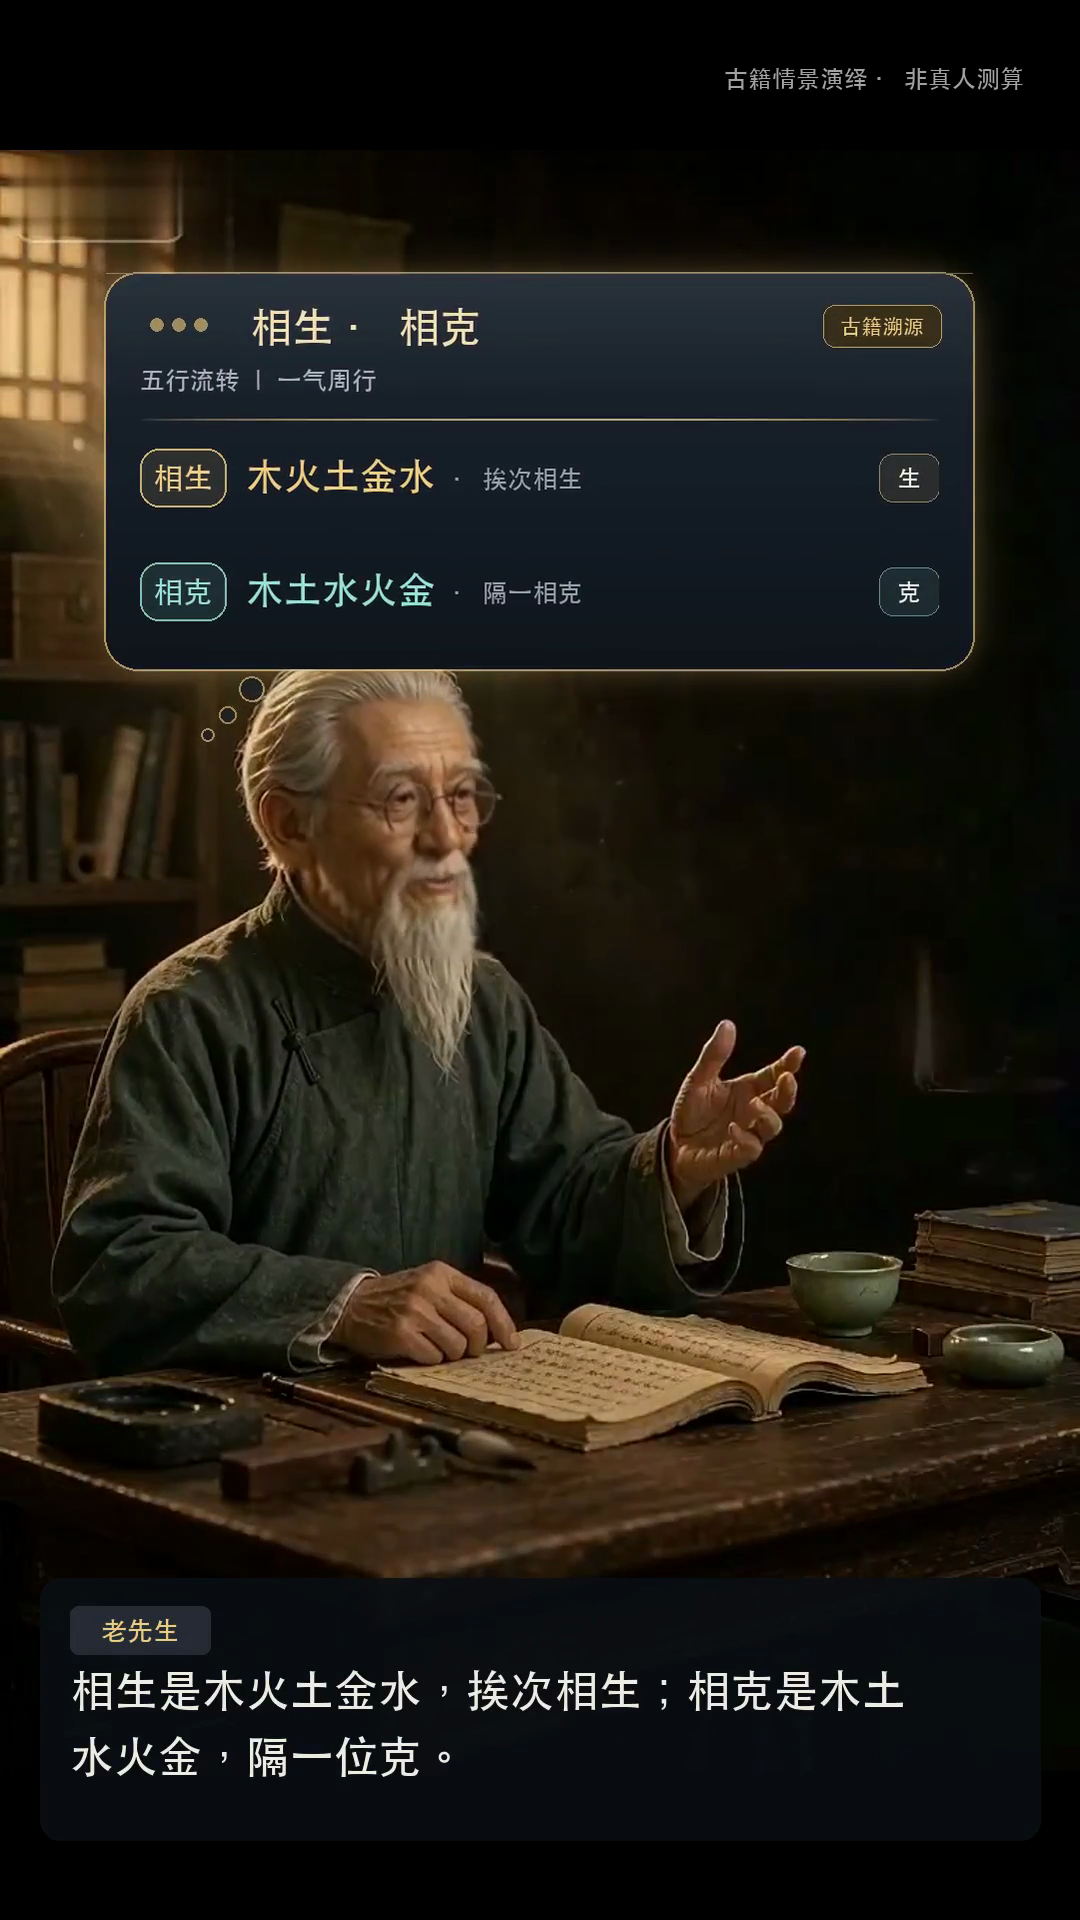 古籍情景演绎 · 非真人测算
相生 · 相克
古籍溯源
五行流转 | 一气周行
相生 木火土金水 · 挨次相生 生
相克 木土水火金 · 隔一相克 克
老先生
相生是木火土金水，挨次相生；相克是木土
水火金，隔一位克。